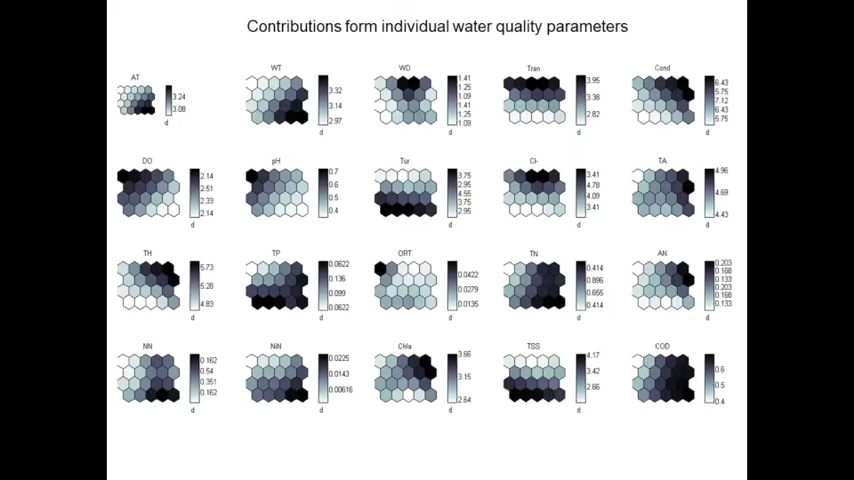 Contributions form individual water quality parameters
AT
3.24
3.08
d
WT
3.32
3.14
2.97
d
WD
1.41
1.25
1.09
1.41
1.25
1.09
d
Tran
3.95
3.38
2.82
d
Cond
6.43
5.75
7.12
6.43
5.75
d
DO
2.14
2.51
2.33
2.14
d
pH
0.7
0.6
0.5
0.4
d
Tur
3.75
2.95
4.55
3.75
2.95
d
Cl-
3.41
4.78
4.09
3.41
d
TA
4.96
4.69
4.43
d
TH
5.73
5.28
4.83
d
TP
0.0622
0.136
0.099
0.0622
d
ORT
0.0422
0.0279
0.0135
d
TN
0.414
0.896
0.655
0.414
d
AN
0.203
0.168
0.133
0.203
0.168
0.133
d
NN
0.162
0.54
0.351
0.162
d
NiN
0.0225
0.0143
0.00616
d
Chla
3.66
3.15
2.64
d
TSS
4.17
3.42
2.66
d
COD
0.6
0.5
0.4
d